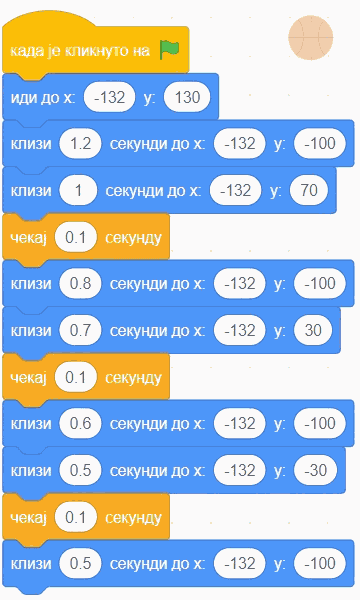 када је кликнуто на
иди до x: -132 y: 130
клизи 1.2 секунди до x: -132 y: -100
клизи 1 секунди до x: -132 y: 70
чекај 0.1 секунду
клизи 0.8 секунди до x: -132 y: -100
клизи 0.7 секунди до x: -132 y: 30
чекај 0.1 секунду
клизи 0.6 секунди до x: -132 y: -100
клизи 0.5 секунди до x: -132 y: -30
чекај 0.1 секунду
клизи 0.5 секунди до x: -132 y: -100